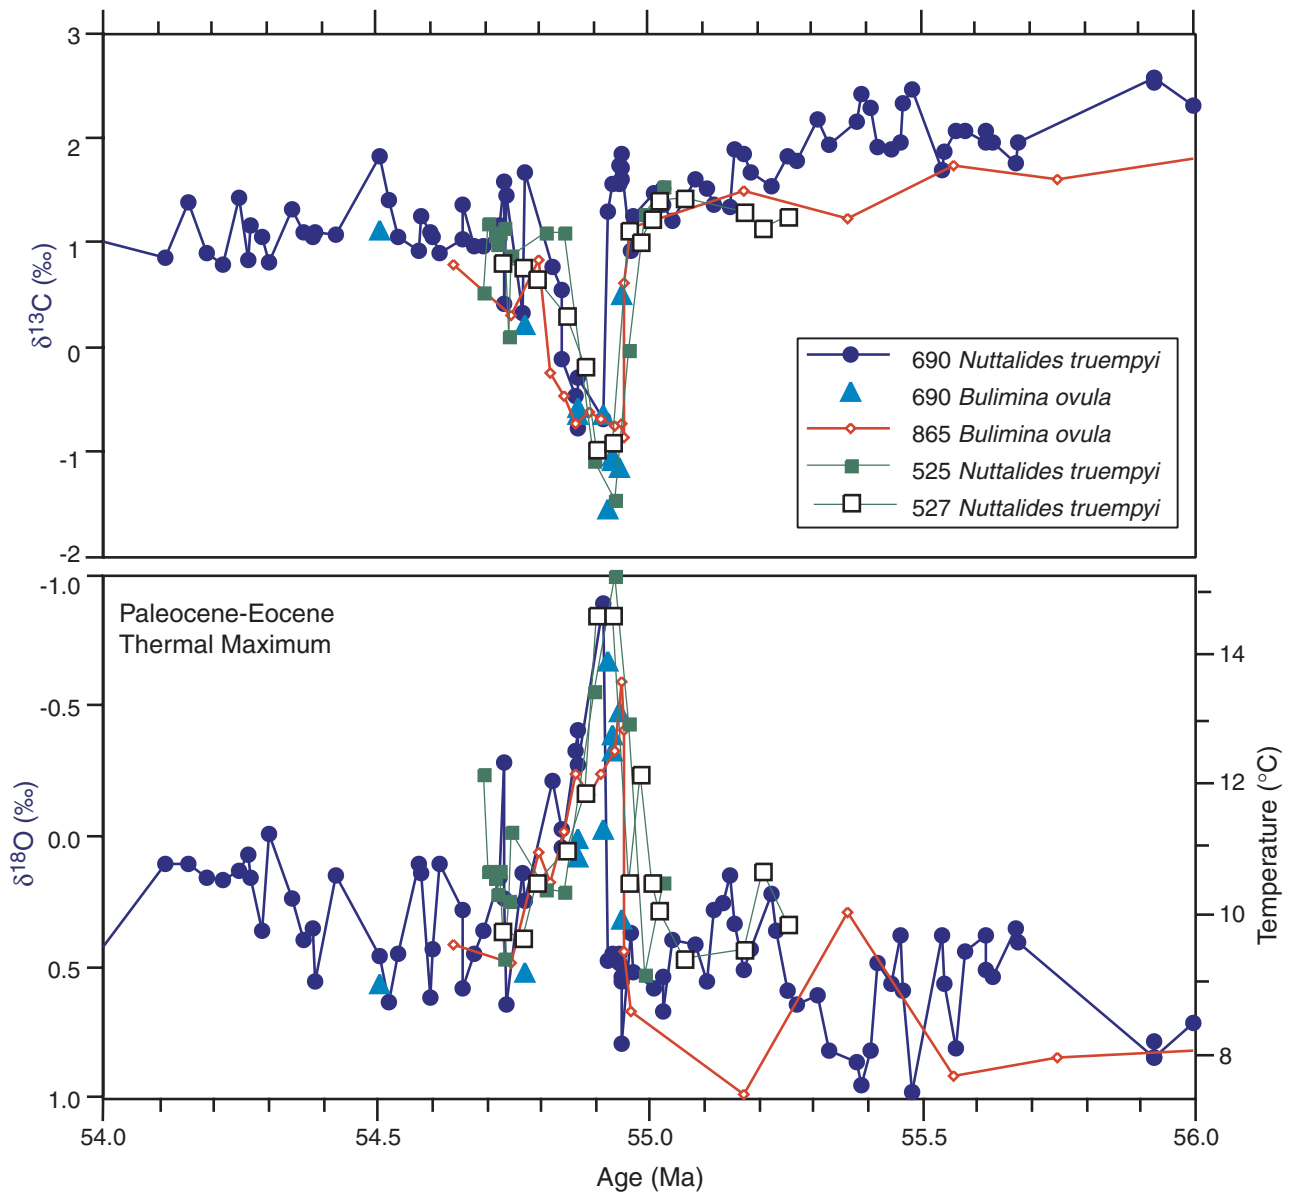 3
2
1
0
-1
-2
δ13C (‰)
690 Nuttalides truempyi
690 Bulimina ovula
865 Bulimina ovula
525 Nuttalides truempyi
527 Nuttalides truempyi
Paleocene-Eocene
Thermal Maximum
-1.0
-0.5
0.0
0.5
1.0
δ18O (‰)
14
12
10
8
Temperature (°C)
54.0 54.5 55.0 55.5 56.0
Age (Ma)